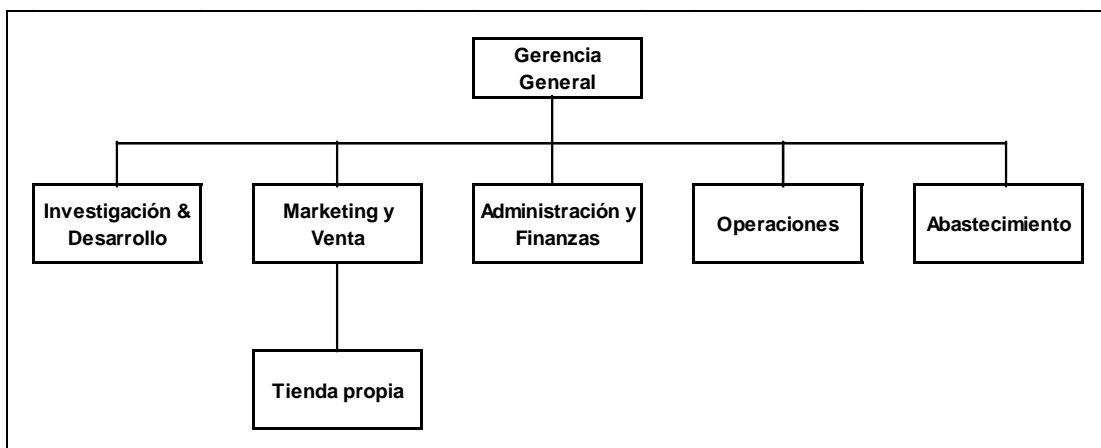 Gerencia
General
Investigación &
Desarrollo
Marketing y
Venta
Administración y
Finanzas
Operaciones
Abastecimiento
Tienda propia